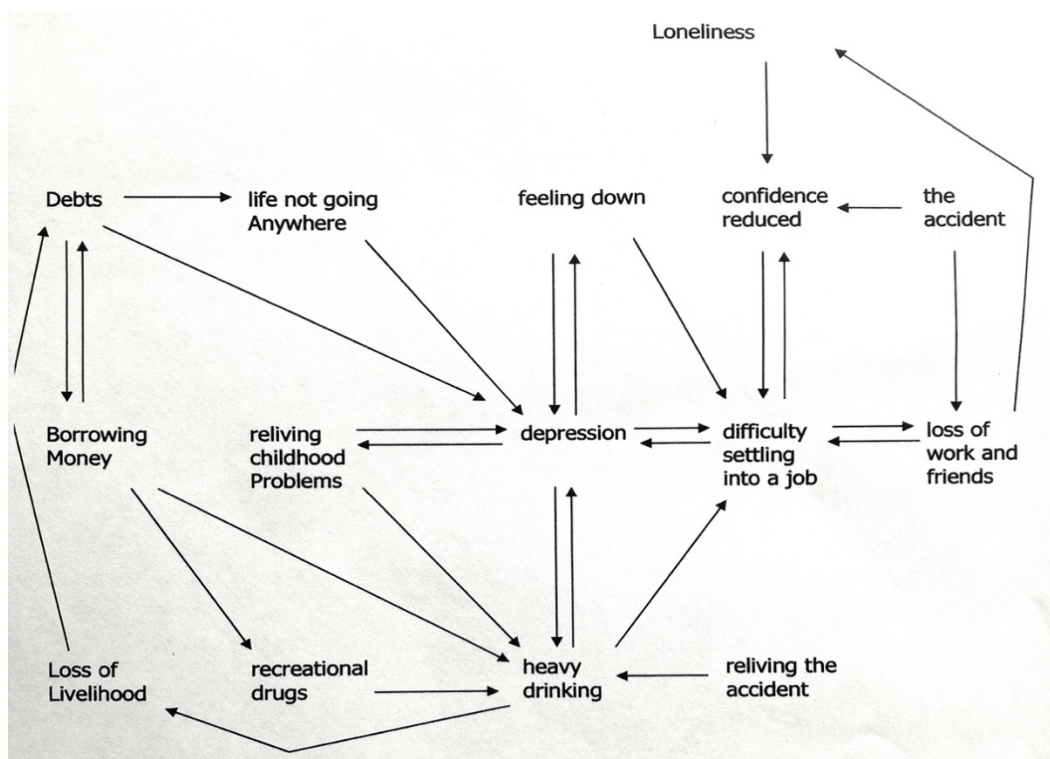 Loneliness
Debts
life not going
Anywhere
feeling down
confidence
reduced
the
accident
Borrowing
Money
reliving
childhood
Problems
depression
difficulty
settling
into a job
loss of
work and
friends
Loss of
Livelihood
recreational
drugs
heavy
drinking
reliving the
accident